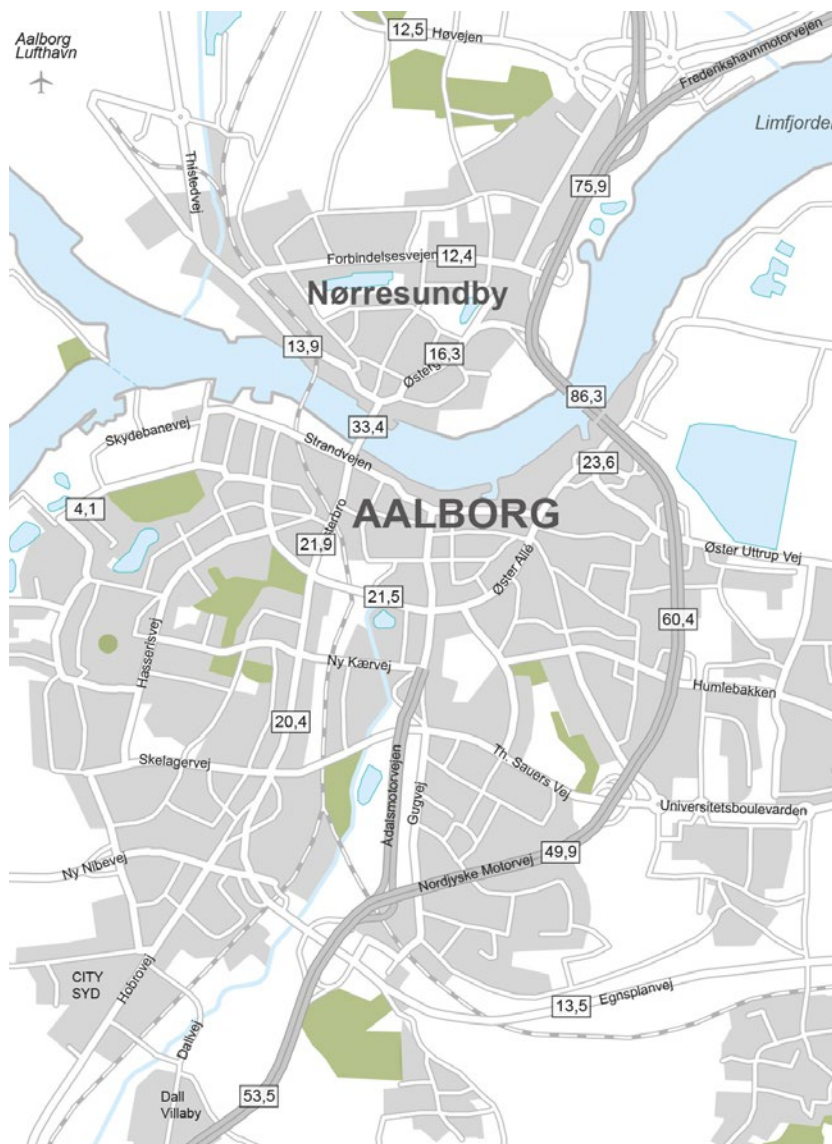 12,5
Høvejen
Aalborg
Lufthavn
Frederikshavnmotorvejen
Limfjorden
Thistedvej
75,9
Forbindelsesvejen
12,4
Nørresundby
13,9
16,3
86,3
33,4
Skydebanevej
Strandvejen
23,6
4,1
AALBORG
21,9
Øster Uttrup Vej
Øster Allé
21,5
60,4
Hasserisvej
Ny Kærvej
Humlebakken
20,4
Skelagervej
Th. Sauers Vej
Ådalsmotorvejen
Gugvej
Universitetsboulevarden
49,9
Ny Nibevej
Nordjyske Motorvej
CITY
SYD
Hobrovej
Egnsplanvej
13,5
Dallvej
53,5
Dall
Villaby